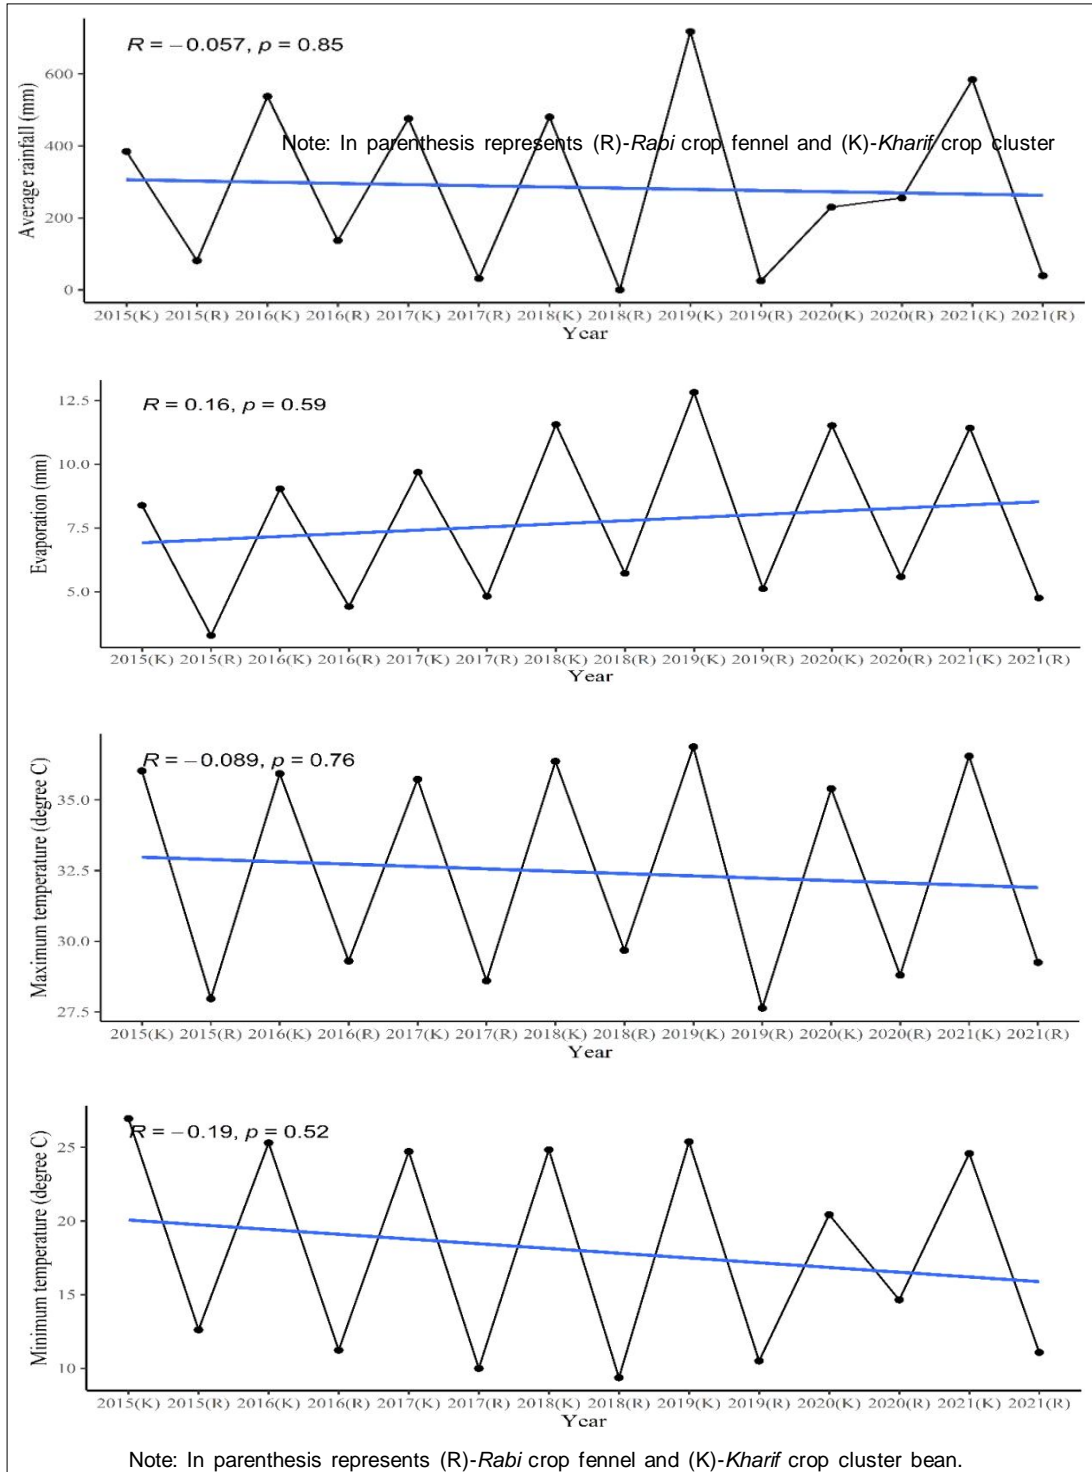 R = −0.057, p = 0.85
600
Note: In parenthesis represents (R)-Rabi crop fennel and (K)-Kharif crop cluster
400
200
0
Average rainfall (mm)
2015(K) 2015(R) 2016(K) 2016(R) 2017(K) 2017(R) 2018(K) 2018(R) 2019(K) 2019(R) 2020(K) 2020(R) 2021(K) 2021(R)
Year
R = 0.16, p = 0.59
12.5
10.0
7.5
5.0
Evaporation (mm)
2015(K) 2015(R) 2016(K) 2016(R) 2017(K) 2017(R) 2018(K) 2018(R) 2019(K) 2019(R) 2020(K) 2020(R) 2021(K) 2021(R)
Year
R = −0.089, p = 0.76
35.0
32.5
30.0
27.5
Maximum temperature (degree C)
2015(K) 2015(R) 2016(K) 2016(R) 2017(K) 2017(R) 2018(K) 2018(R) 2019(K) 2019(R) 2020(K) 2020(R) 2021(K) 2021(R)
Year
R = −0.19, p = 0.52
25
20
15
10
Minimum temperature (degree C)
2015(K) 2015(R) 2016(K) 2016(R) 2017(K) 2017(R) 2018(K) 2018(R) 2019(K) 2019(R) 2020(K) 2020(R) 2021(K) 2021(R)
Year
Note: In parenthesis represents (R)-Rabi crop fennel and (K)-Kharif crop cluster bean.